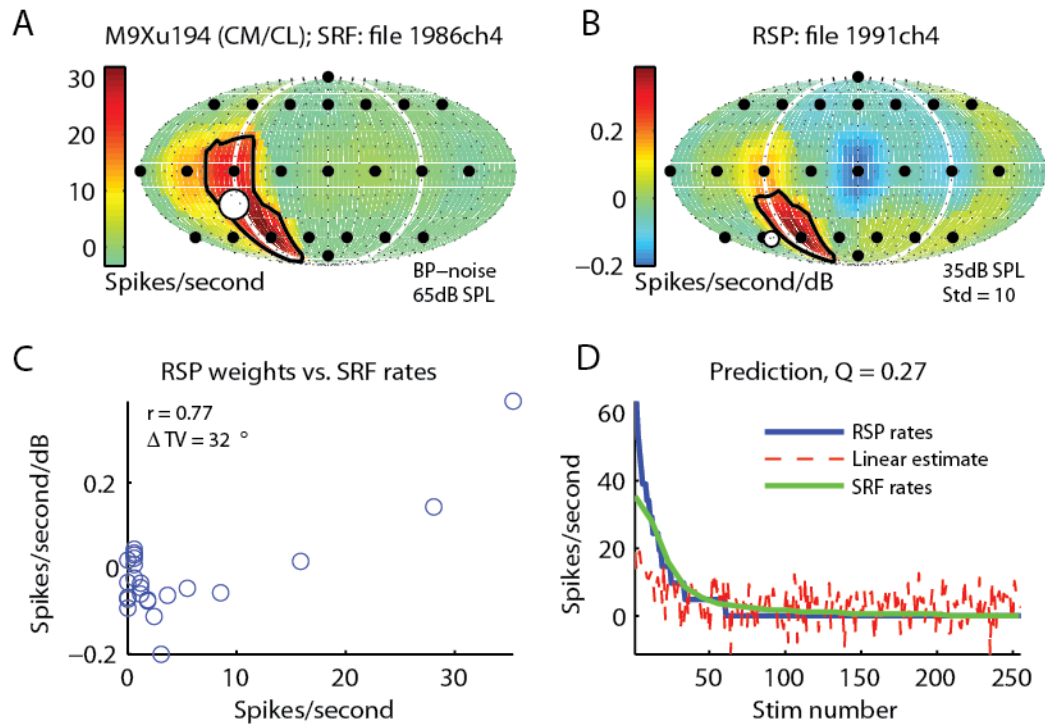 A
M9Xu194 (CM/CL); SRF: file 1986ch4
30
20
10
0
Spikes/second
BP−noise
65dB SPL
B
RSP: file 1991ch4
0.2
0
−0.2
Spikes/second/dB
35dB SPL
Std = 10
C
RSP weights vs. SRF rates
r = 0.77
Δ TV = 32 °
Spikes/second/dB
0.2
0
−0.2
0
10
20
30
Spikes/second
D
Prediction, Q = 0.27
RSP rates
Linear estimate
SRF rates
Spikes/second
60
40
20
0
50
100
150
200
250
Stim number